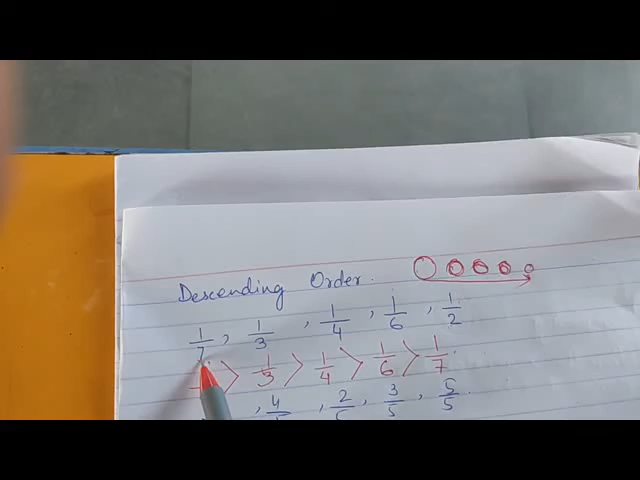 Descending Order.
1/7, 1/3, 1/4, 1/6, 1/2
> 1/3 > 1/4 > 1/6 > 1/7.
, 4/, 2/5, 3/5, 5/5.